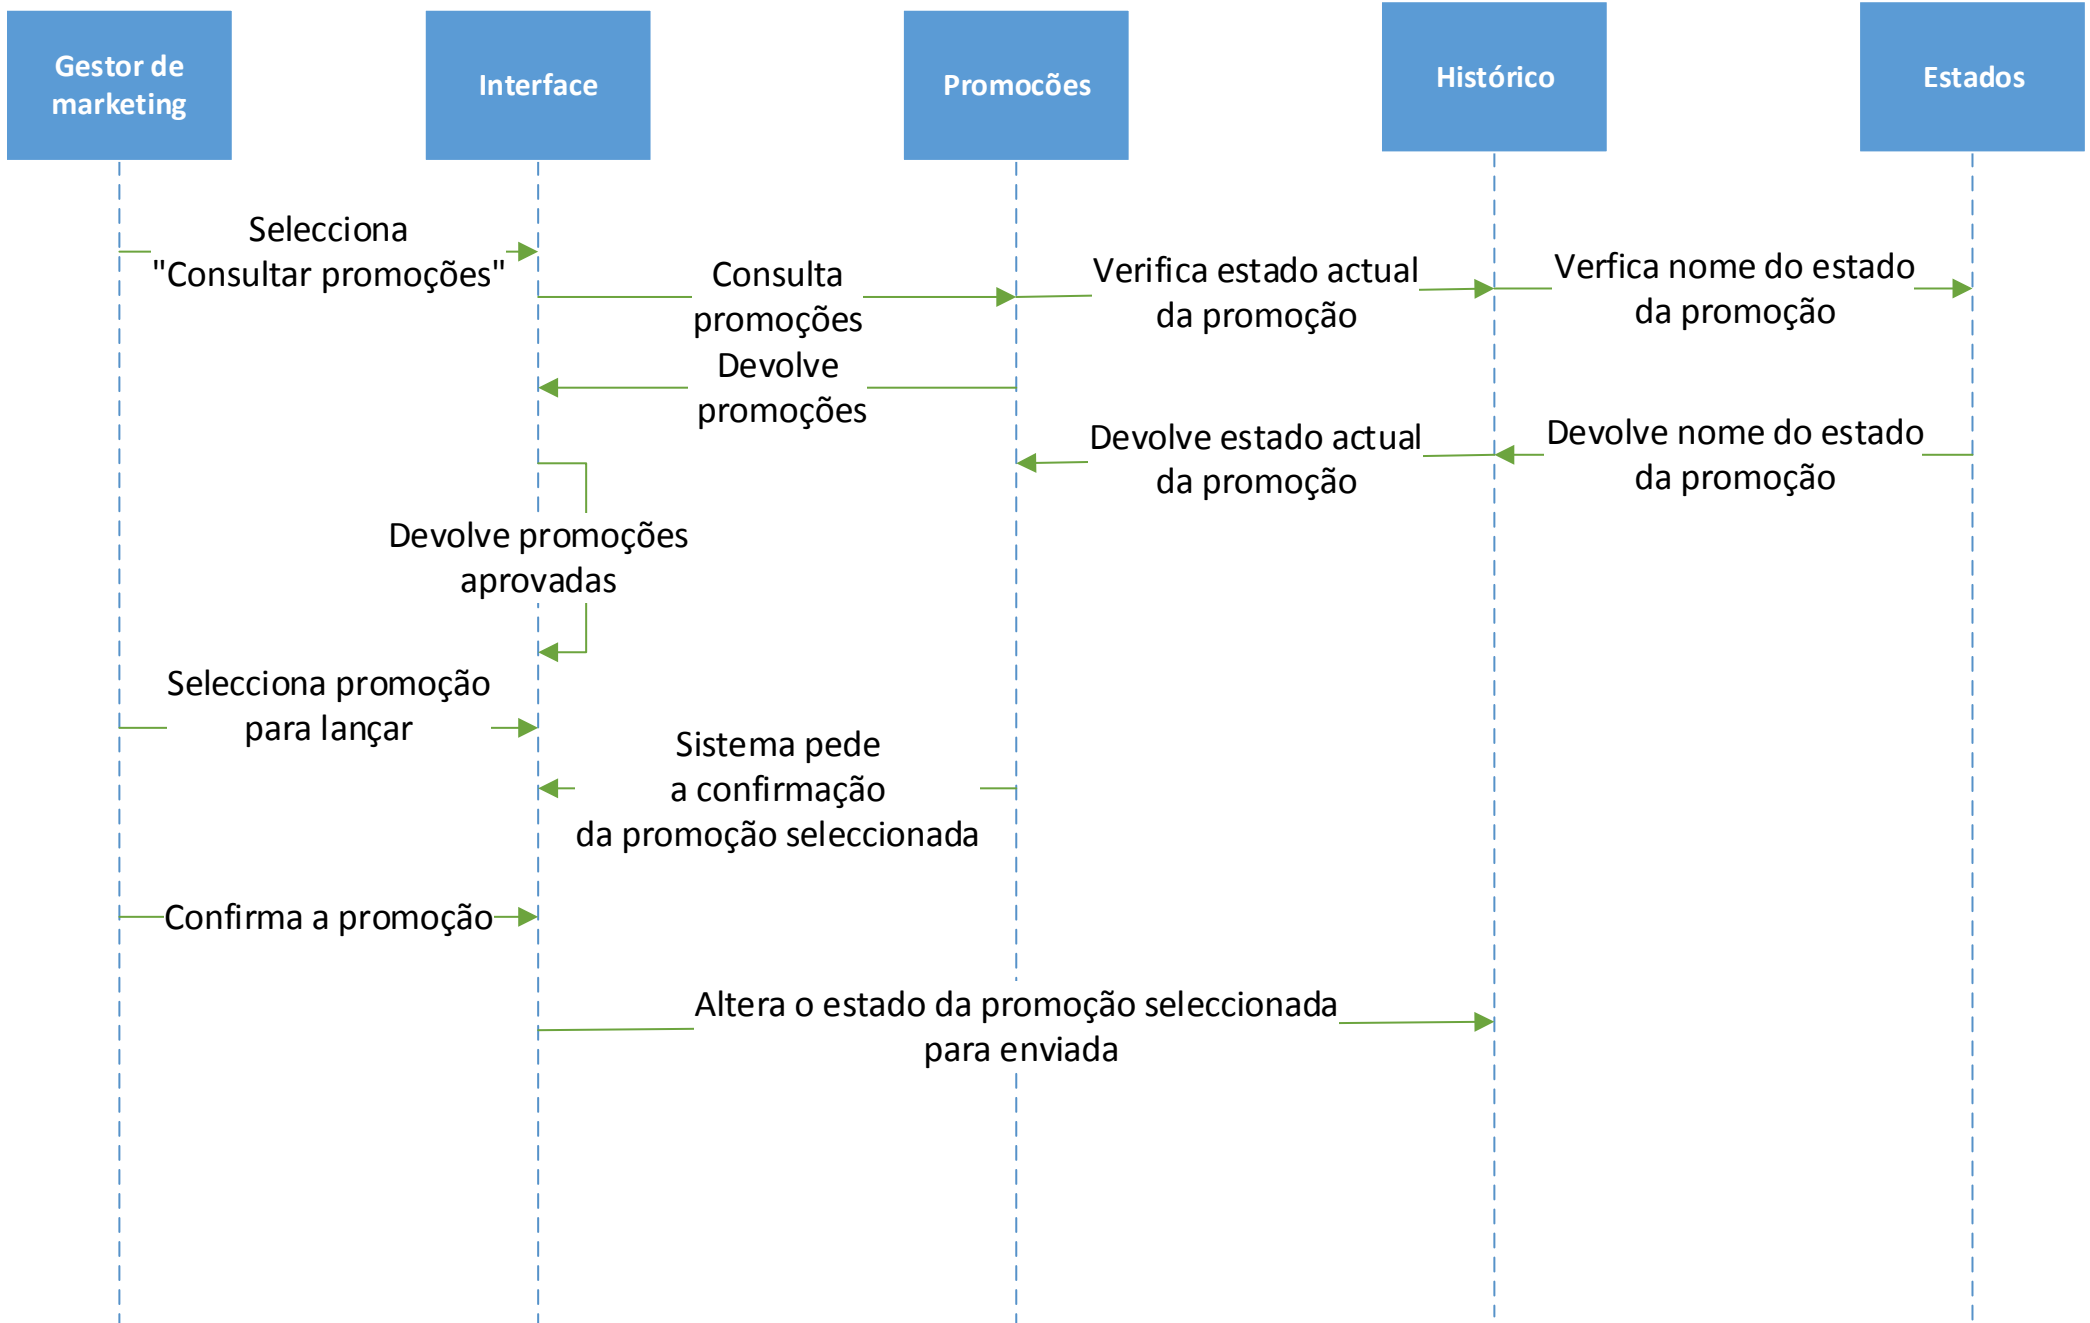 Gestor de
marketing
Interface
Promocões
Histórico
Estados
Selecciona
"Consultar promoções"
Consulta
promoções
Verifica estado actual
da promoção
Verfica nome do estado
da promoção
Devolve
promoções
Devolve estado actual
da promoção
Devolve nome do estado
da promoção
Devolve promoções
aprovadas
Selecciona promoção
para lançar
Sistema pede
a confirmação
da promoção seleccionada
Confirma a promoção
Altera o estado da promoção seleccionada
para enviada